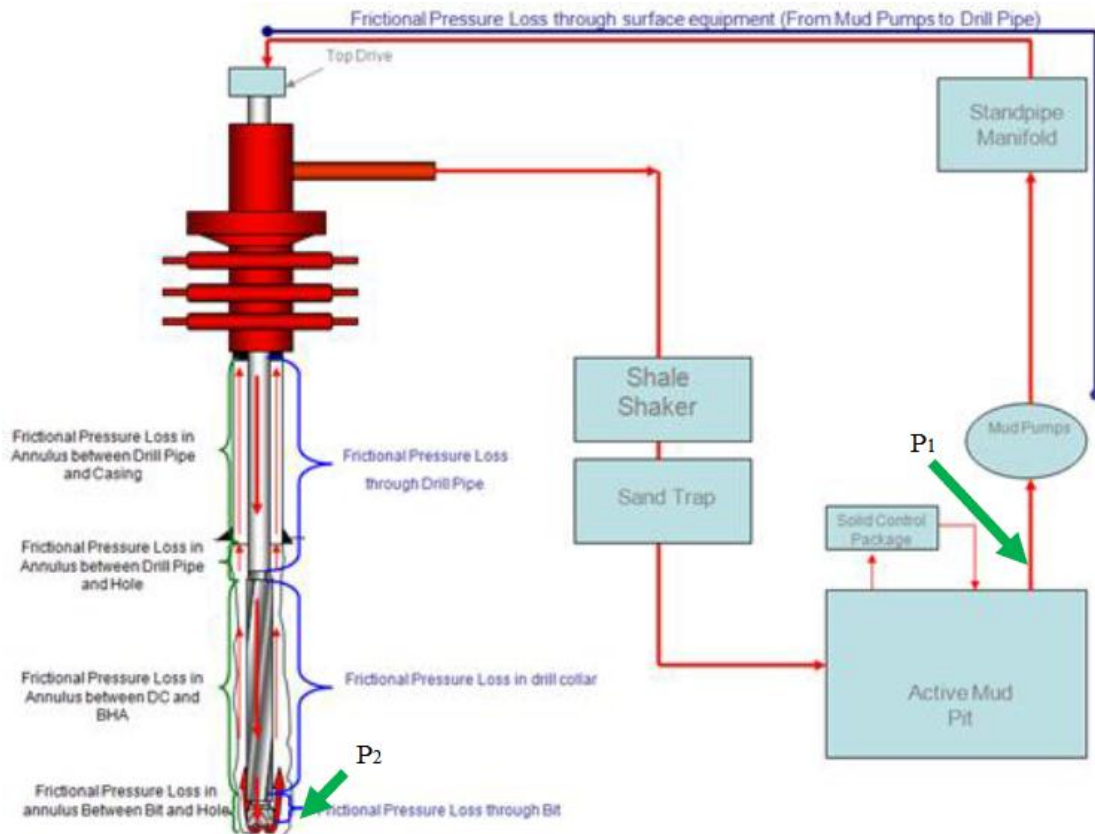 Frictional Pressure Loss through surface equipment (From Mud Pumps to Drill Pipe)
Top Drive
Standpipe
Manifold
Shale
Shaker
Mud Pumps
P1
Frictional Pressure Loss in
Annulus between Drill Pipe
and Casing
Frictional Pressure Loss
through Drill Pipe
Sand Trap
Solid Control
Package
Frictional Pressure Loss in
Annulus between Drill Pipe
and Hole
Frictional Pressure Loss in
Annulus between DC and
BHA
Frictional Pressure Loss in drill collar
Active Mud
Pit
P2
Frictional Pressure Loss in
annulus Between Bit and Hole
Frictional Pressure Loss through Bit